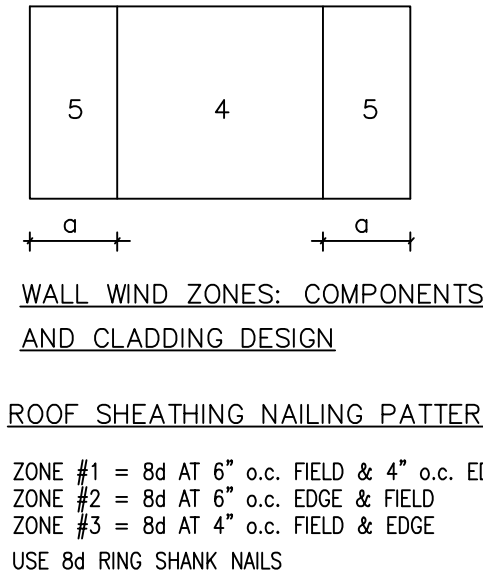 5 4 5
a a
WALL WIND ZONES: COMPONENTS
AND CLADDING DESIGN
ROOF SHEATHING NAILING PATTER
ZONE #1 = 8d AT 6" o.c. FIELD & 4" o.c. ED
ZONE #2 = 8d AT 6" o.c. EDGE & FIELD
ZONE #3 = 8d AT 4" o.c. FIELD & EDGE
USE 8d RING SHANK NAILS